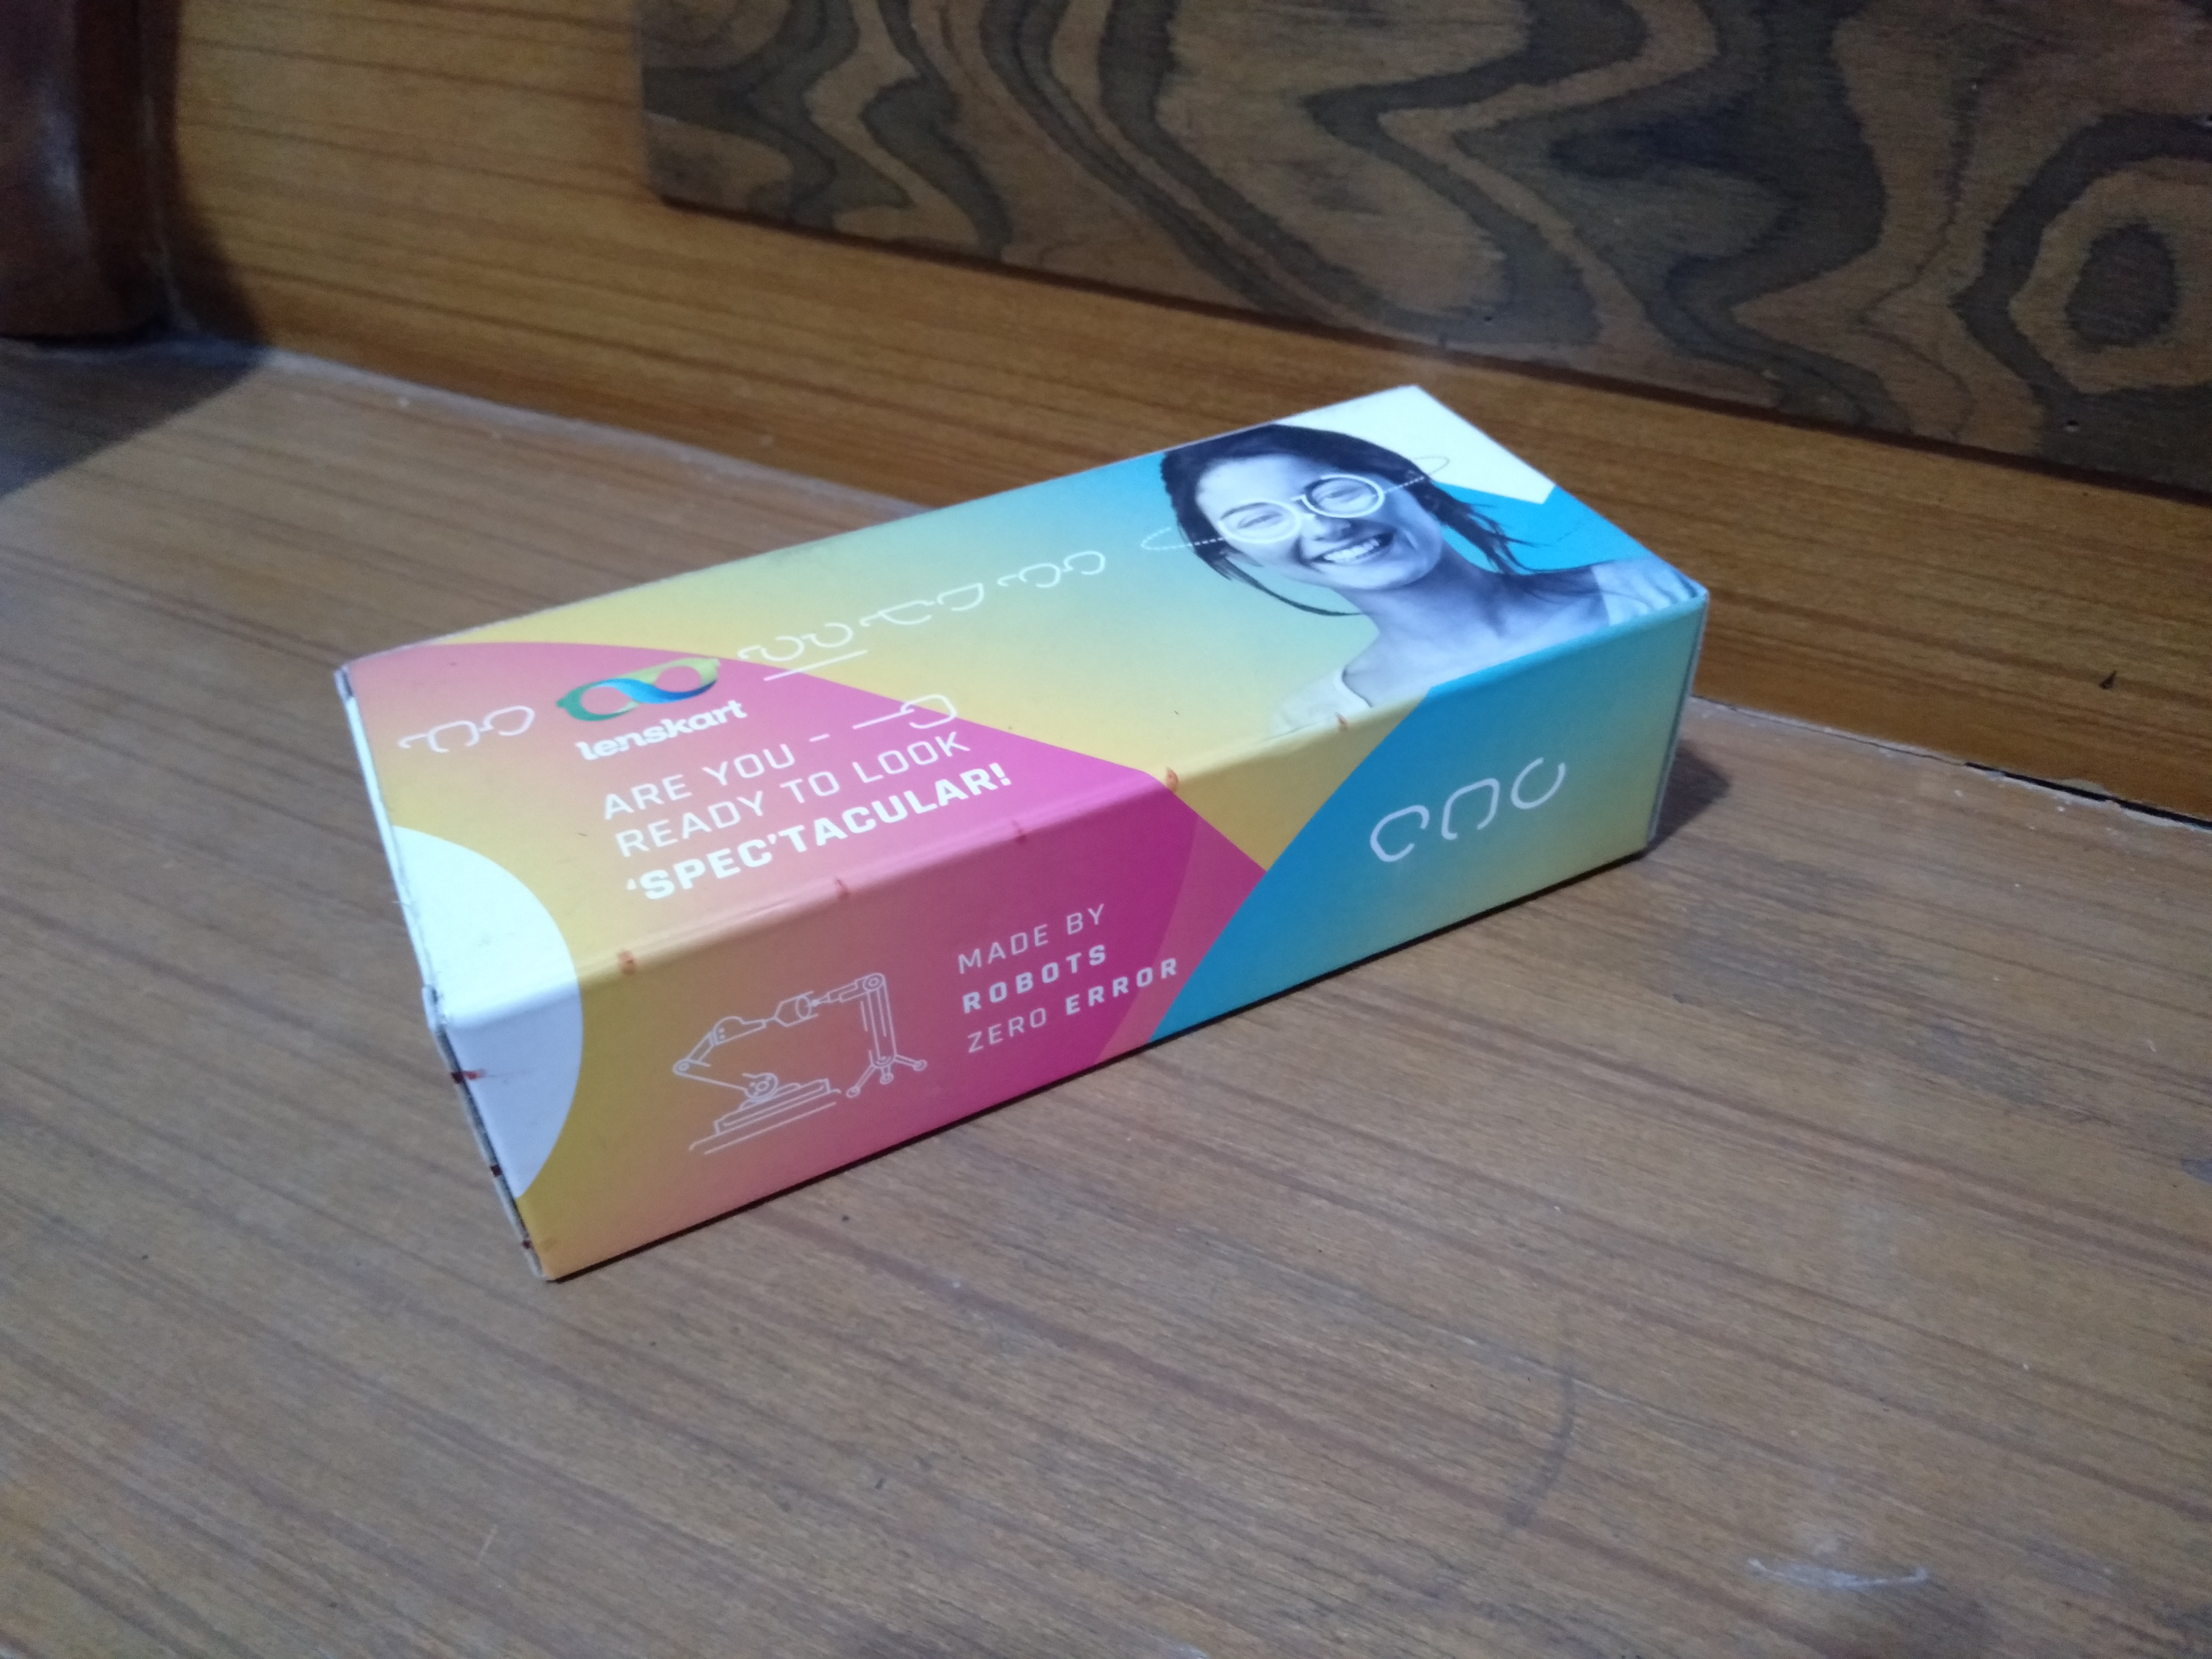 lenskart
ARE YOU -
READY TO LOOK
‘SPEC'TACULAR!
MADE BY
ROBOTS
ZERO ERROR